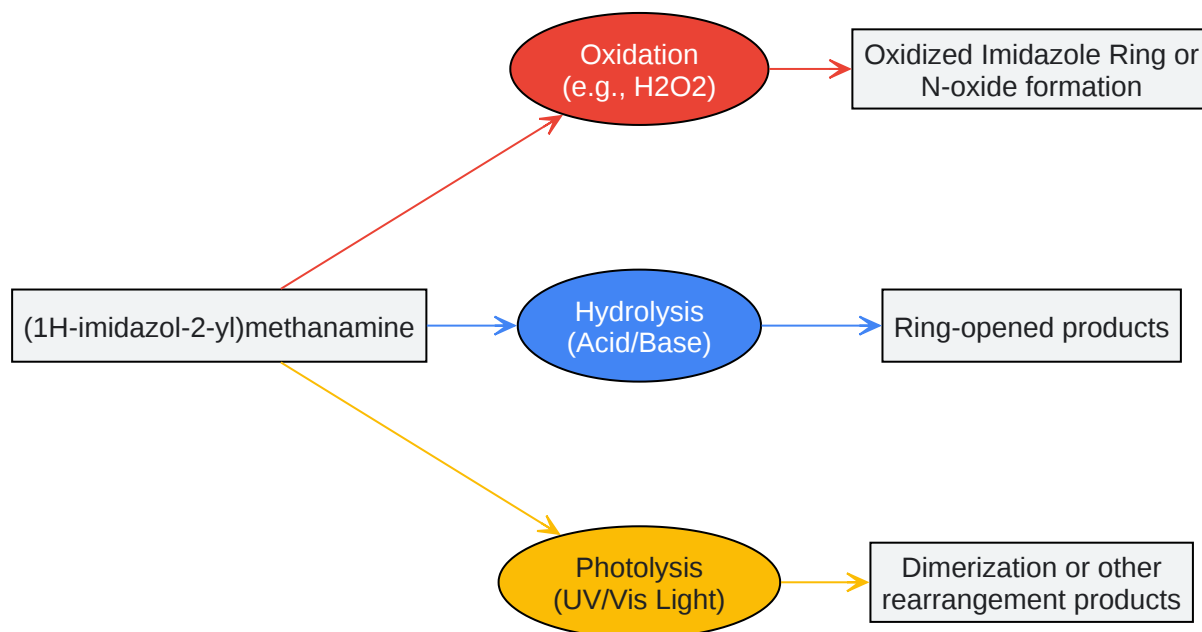 Oxidation
(e.g., H2O2)
Oxidized Imidazole Ring or
N-oxide formation
(1H-imidazol-2-yl)methanamine
Hydrolysis
(Acid/Base)
Ring-opened products
Photolysis
(UV/Vis Light)
Dimerization or other
rearrangement products